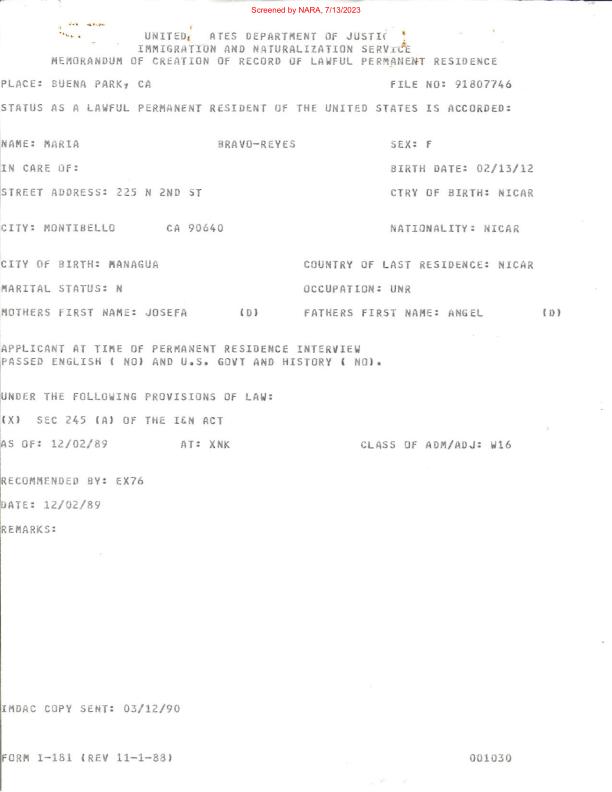 Screened by NARA, 7/13/2023
UNITED ATES DEPARTMENT OF JUSTIC
IMMIGRATION AND NATURALIZATION SERVICE
MEMORANDUM OF CREATION OF RECORD OF LAWFUL PERMANENT RESIDENCE
PLACE: BUENA PARK, CA FILE NO: 91807746
STATUS AS A LAWFUL PERMANENT RESIDENT OF THE UNITED STATES IS ACCORDED:
NAME: MARIA BRAVO-REYES SEX: F
IN CARE OF: BIRTH DATE: 02/13/12
STREET ADDRESS: 225 N 2ND ST CTRY OF BIRTH: NICAR
CITY: MONTIBELLO CA 90640 NATIONALITY: NICAR
CITY OF BIRTH: MANAGUA COUNTRY OF LAST RESIDENCE: NICAR
MARITAL STATUS: N OCCUPATION: UNR
MOTHERS FIRST NAME: JOSEFA (D) FATHERS FIRST NAME: ANGEL (D)
APPLICANT AT TIME OF PERMANENT RESIDENCE INTERVIEW
PASSED ENGLISH ( NO) AND U.S. GOVT AND HISTORY ( NO).
UNDER THE FOLLOWING PROVISIONS OF LAW:
(X) SEC 245 (A) OF THE I&N ACT
AS OF: 12/02/89 AT: XNK CLASS OF ADM/ADJ: W16
RECOMMENDED BY: EX76
DATE: 12/02/89
REMARKS:
IMDAC COPY SENT: 03/12/90
FORM I-181 (REV 11-1-88) 001030